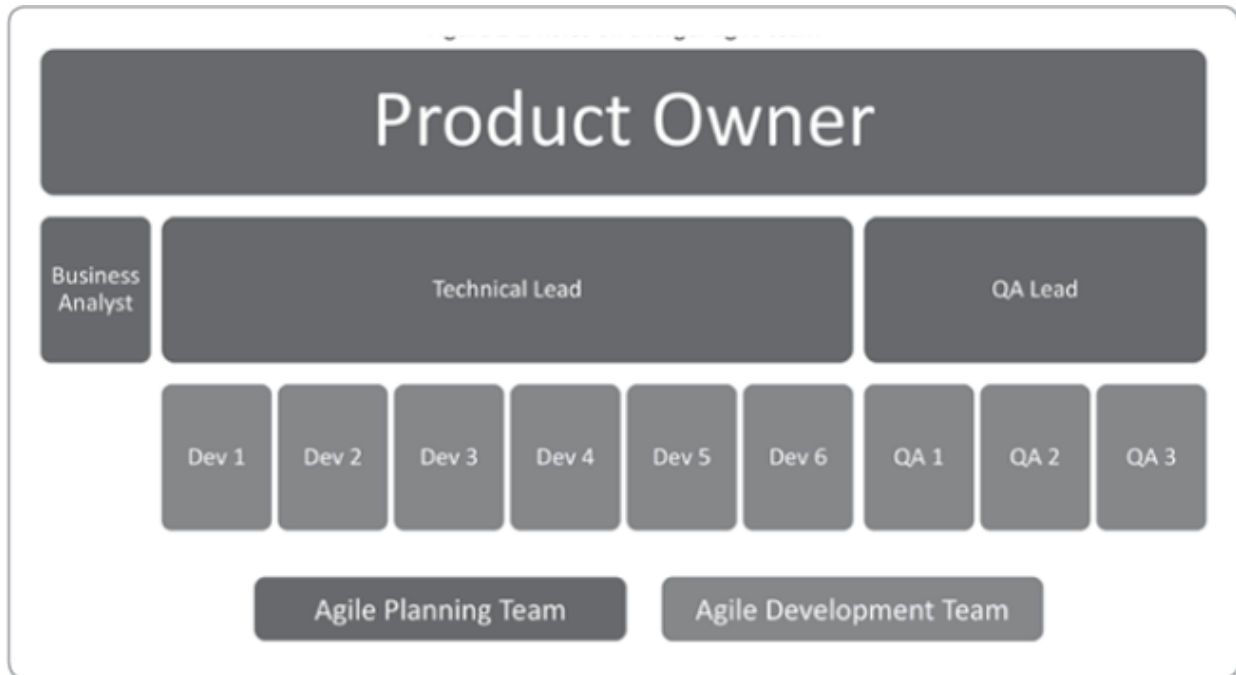 Product Owner
Business
Analyst
Technical Lead
QA Lead
Dev 1
Dev 2
Dev 3
Dev 4
Dev 5
Dev 6
QA 1
QA 2
QA 3
Agile Planning Team
Agile Development Team